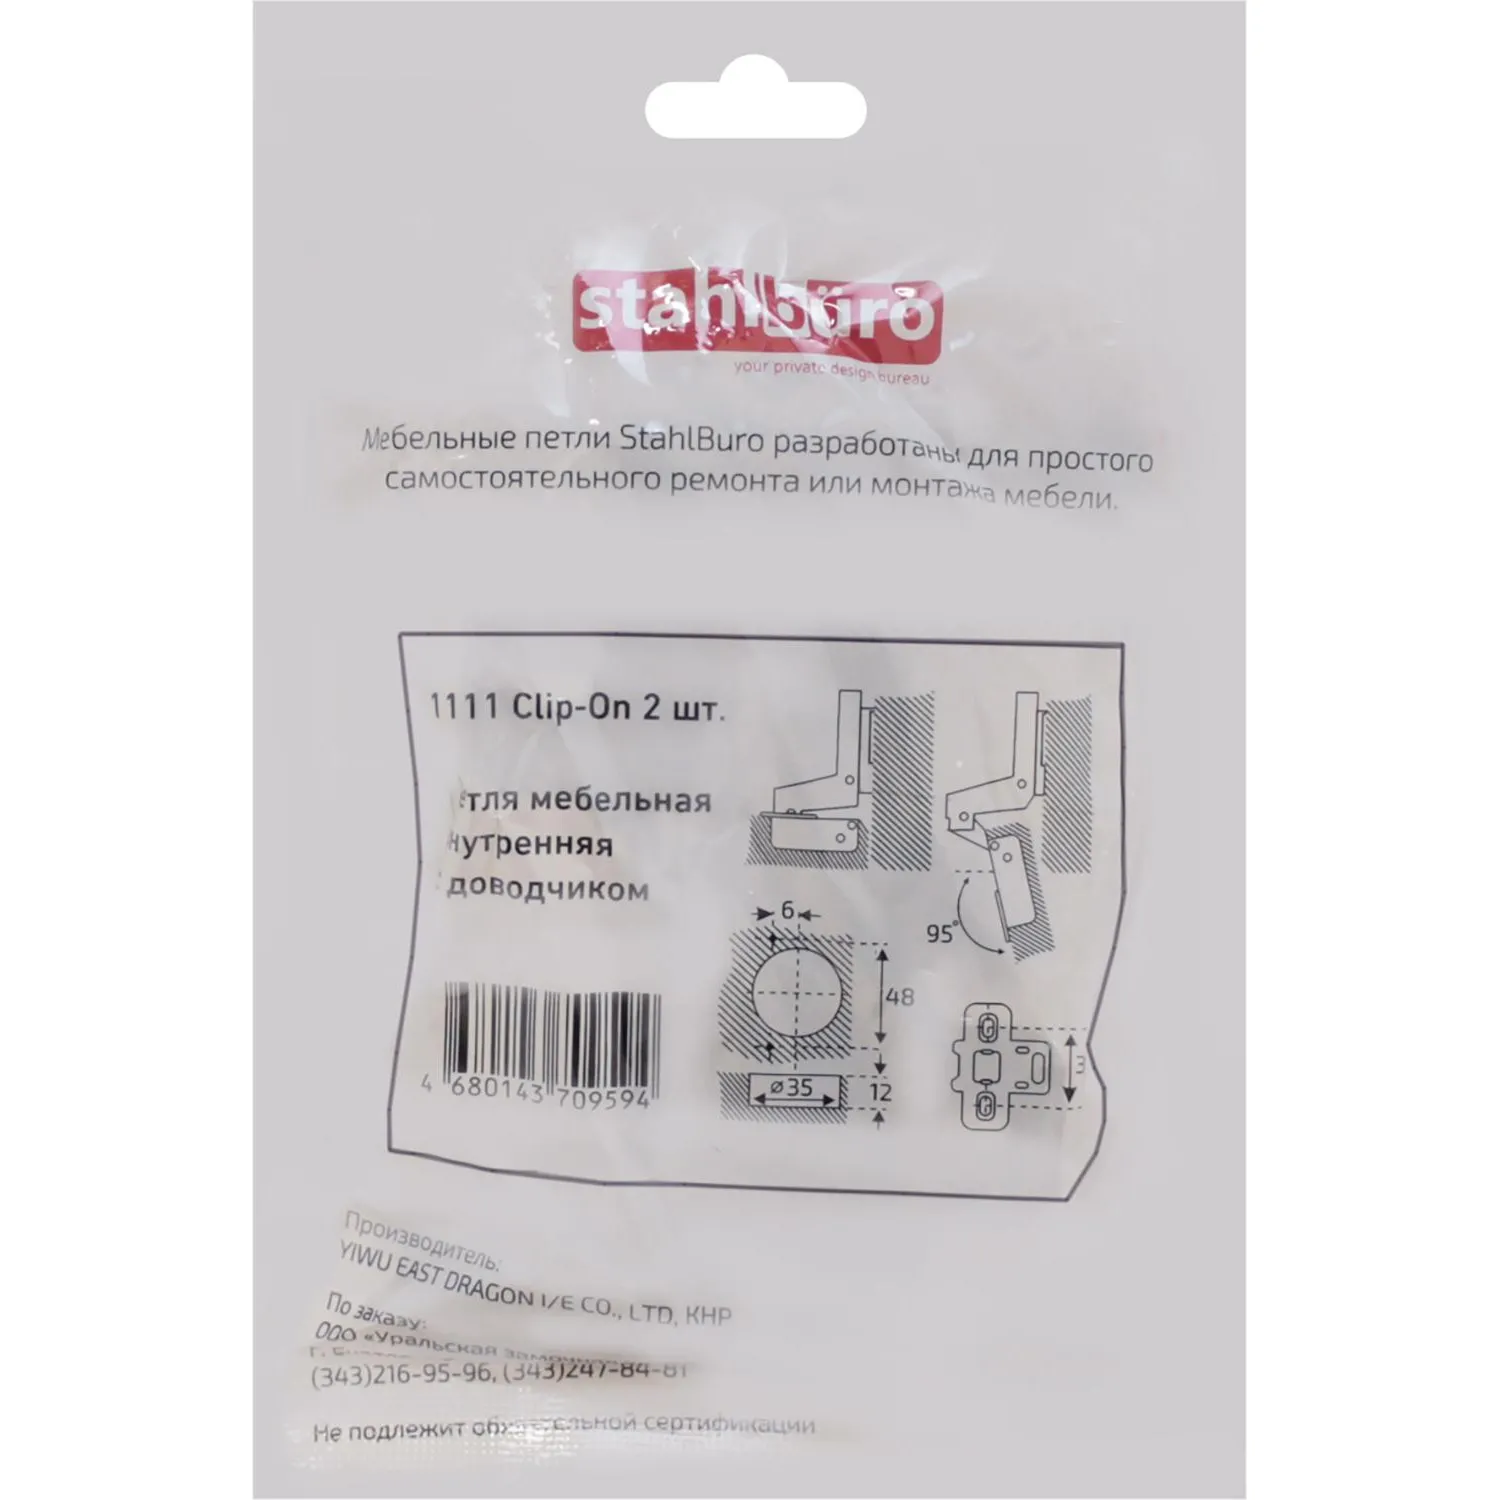 stahlbüro
your private design bureau
Мебельные петли StahlBuro разработаны для простого
самостоятельного ремонта или монтажа мебели.
1111 Clip-On 2 шт.
етля мебельная
нутренняя
доводчиком
6
95°
48
ø35
12
3
4 680143 709594
Производитель:
YIWU EAST DRAGON I/E CO., LTD, КНР
По заказу:
ООО «Уральская
(343)216-95-96, (343)247-84-81
Не подлежит обязательной сертификации